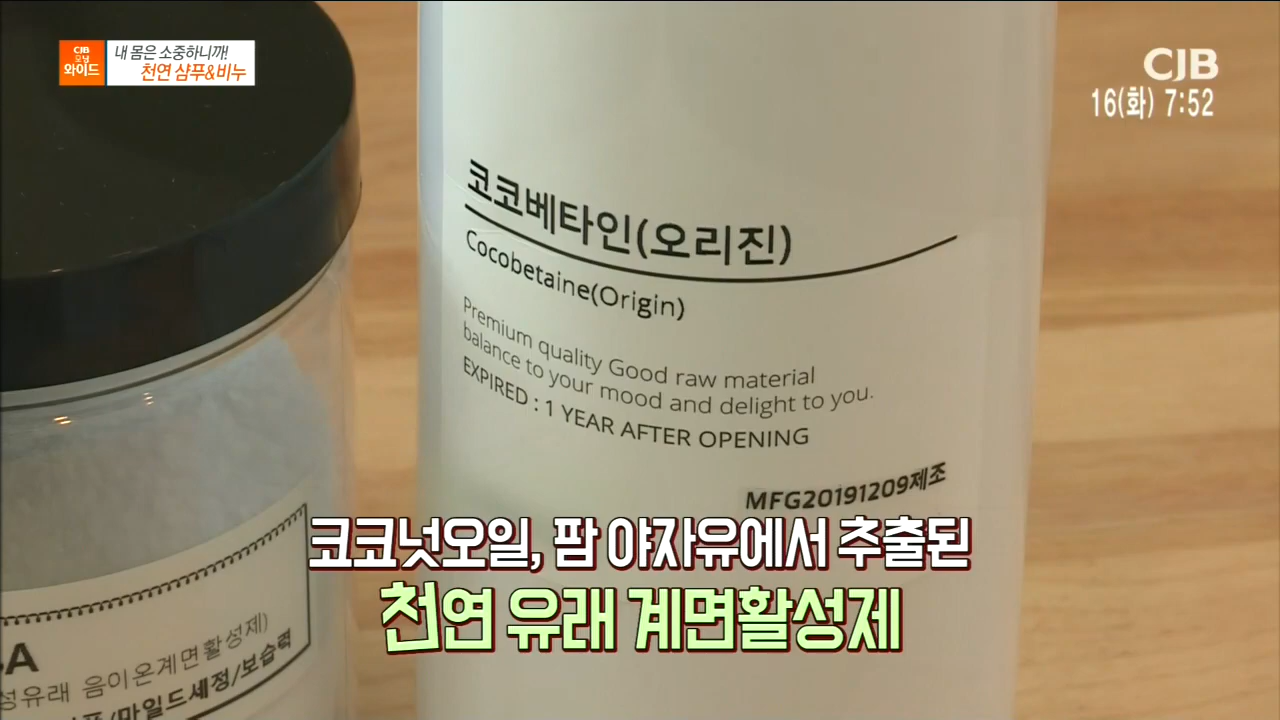 CJB
모닝
와이드
내 몸은 소중하니까!
천연 샴푸&비누
CJB
16(화) 7:52
코코베타인(오리진)
Cocobetaine(Origin)
Premium quality Good raw material
balance to your mood and delight to you.
EXPIRED : 1 YEAR AFTER OPENING
MFG20191209제조
코코넛오일, 팜 야자유에서 추출된
천연 유래 계면활성제
-A
성유래 음이온계면활성제)
/마일드세정/보습력